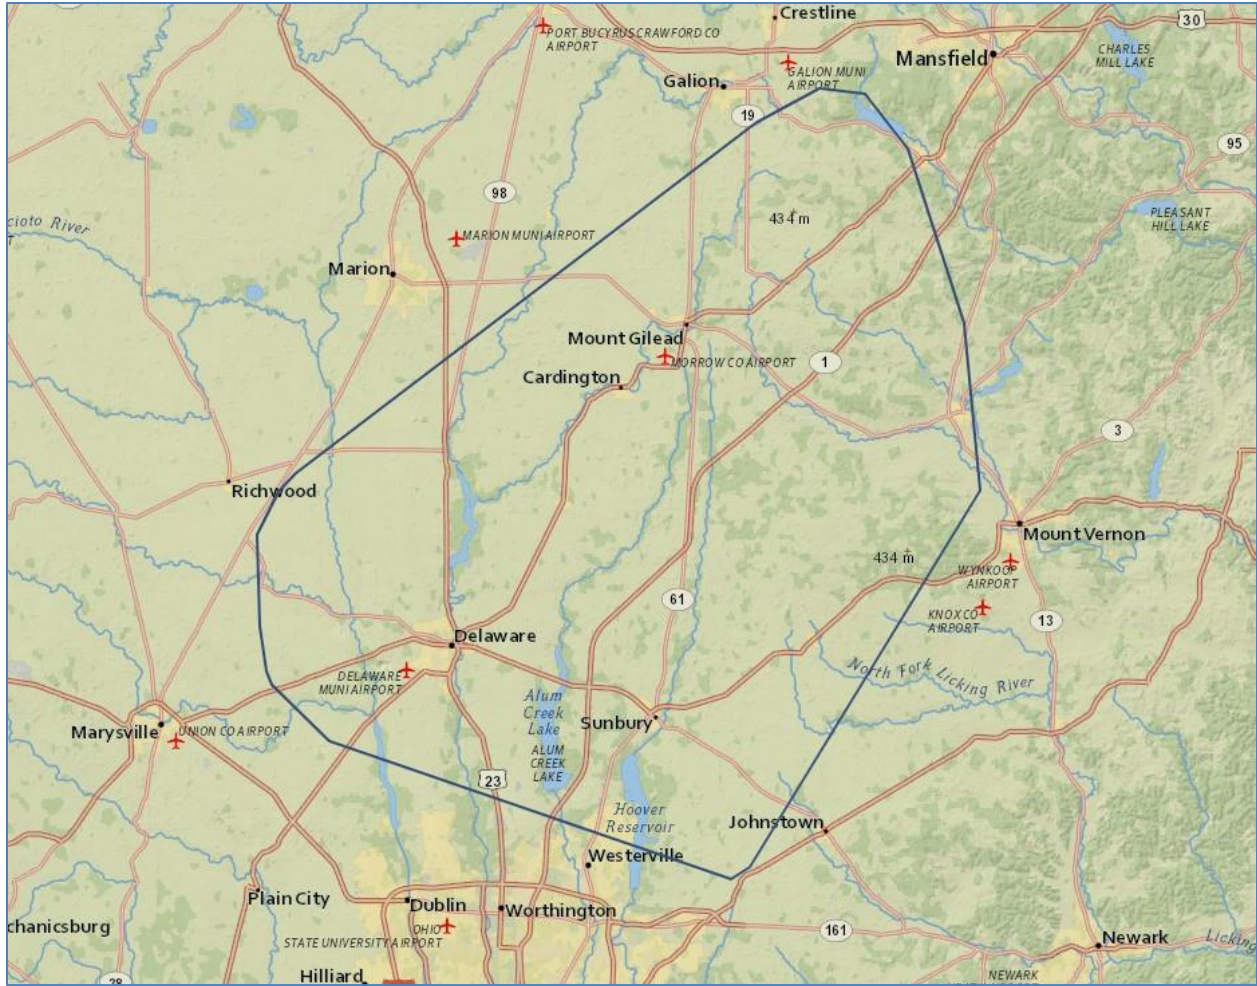 Crestline
30
PORT BUCYRUS CRAWFORD CO
AIRPORT
Mansfield
CHARLES
MILL LAKE
Galion
GALION MUNI
AIRPORT
19
95
98
cioto River
434 m
PLEASANT
HILL LAKE
MARION MUNI AIRPORT
Marion
Mount Gilead
MORROW CO AIRPORT
1
Cardington
3
Richwood
Mount Vernon
434 m
WYNKOOP
AIRPORT
61
KNOX CO
AIRPORT
13
Delaware
DELAWARE
MUNI AIRPORT
North Fork Licking River
Alum
Creek
Lake
Sunbury
Marysville
UNION CO AIRPORT
ALUM
CREEK
LAKE
23
Hoover
Reservoir
Johnstown
Westerville
Plain City
Dublin
Worthington
chanicsburg
OHIO
STATE UNIVERSITY AIRPORT
161
Newark
Licking
Hilliard
NEWARK